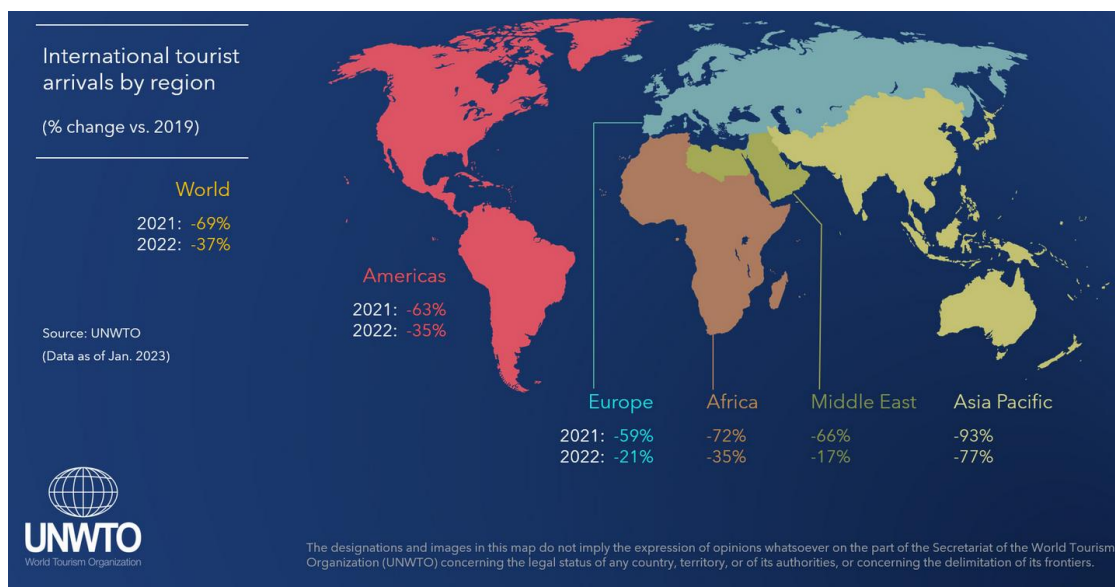 International tourist
arrivals by region
(% change vs. 2019)
World
2021: -69%
2022: -37%
Source: UNWTO
(Data as of Jan. 2023)
Americas
2021: -63%
2022: -35%
Europe Africa Middle East Asia Pacific
2021: -59% -72% -66% -93%
2022: -21% -35% -17% -77%
UNWTO
World Tourism Organization
The designations and images in this map do not imply the expression of opinions whatsoever on the part of the Secretariat of the World Tourism
Organization (UNWTO) concerning the legal status of any country, territory, or of its authorities, or concerning the delimitation of its frontiers.